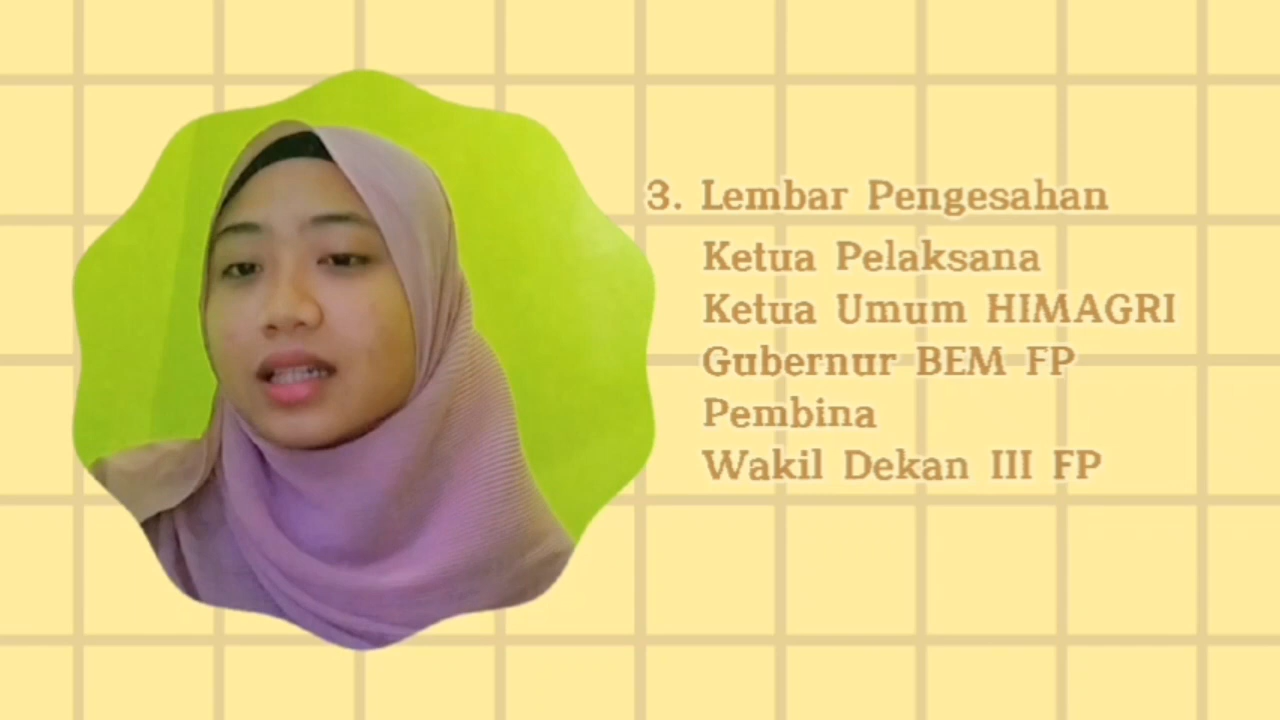 3. Lembar Pengesahan
Ketua Pelaksana
Ketua Umum HIMAGRI
Gubernur BEM FP
Pembina
Wakil Dekan III FP